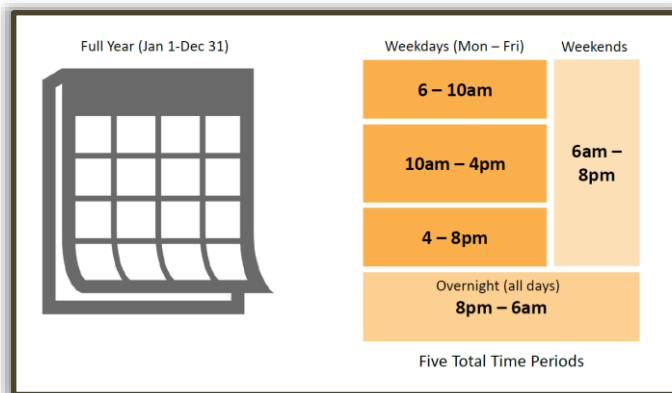 Full Year (Jan 1-Dec 31)
Weekdays (Mon – Fri)
Weekends
6 – 10am
10am – 4pm
4 – 8pm
6am –
8pm
Overnight (all days)
8pm – 6am
Five Total Time Periods